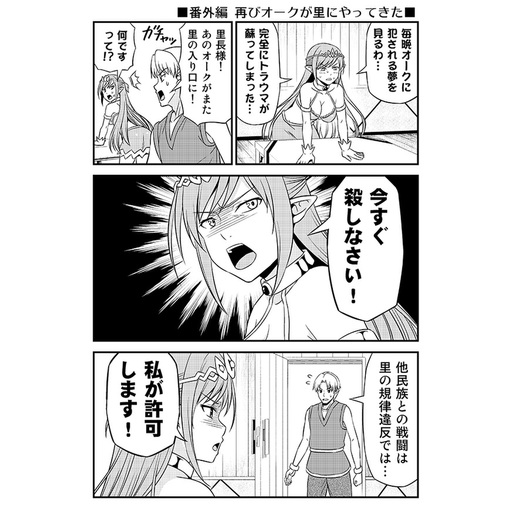 ■番外編 再びオークが里にやってきた■
毎晩オークに
犯される夢を
見るわ…
完全にトラウマが
蘇ってしまった…
ガチャッ
里長様！
あのオークがまた
里の入り口に！
何です
って！？
今すぐ
殺しなさい！
他民族との戦闘は
里の規律違反では…
私が許可
します！